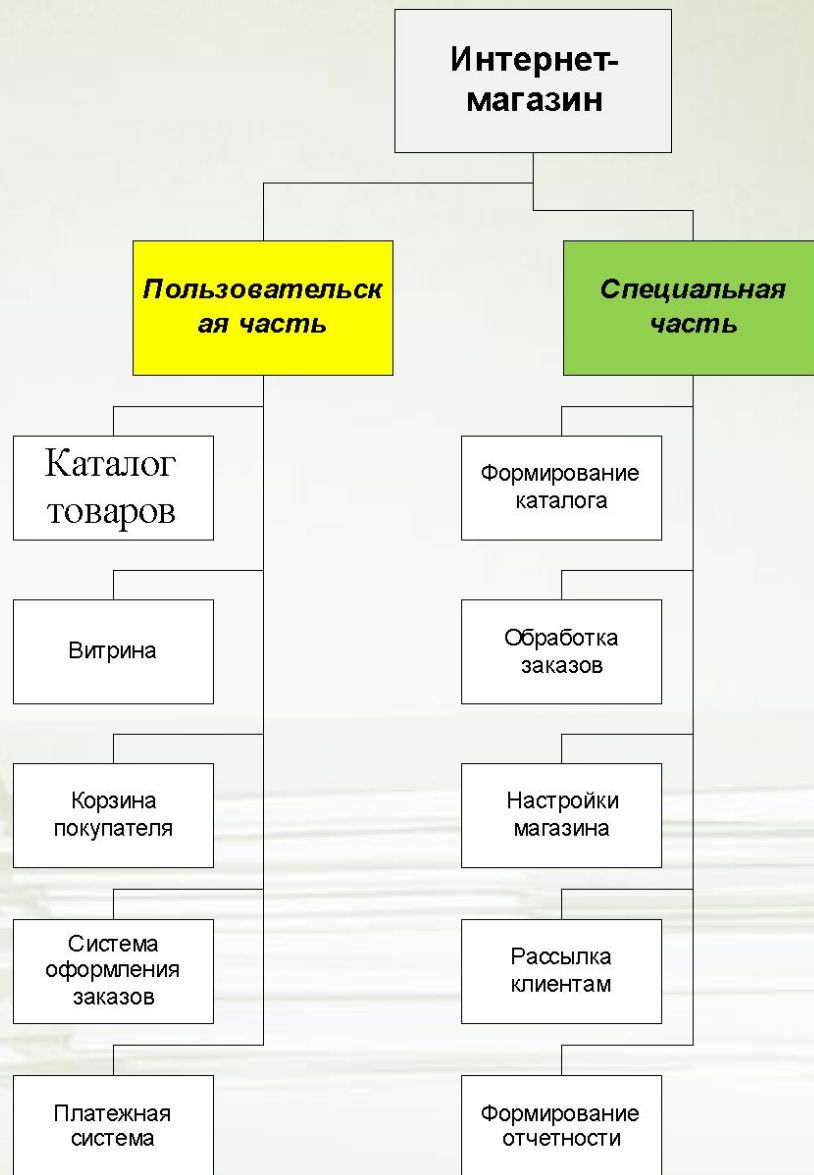 Интернет-
магазин
Пользовательск
ая часть
Специальная
часть
Каталог
товаров
Формирование
каталога
Витрина
Обработка
заказов
Корзина
покупателя
Настройки
магазина
Система
оформления
заказов
Рассылка
клиентам
Платежная
система
Формирование
отчетности